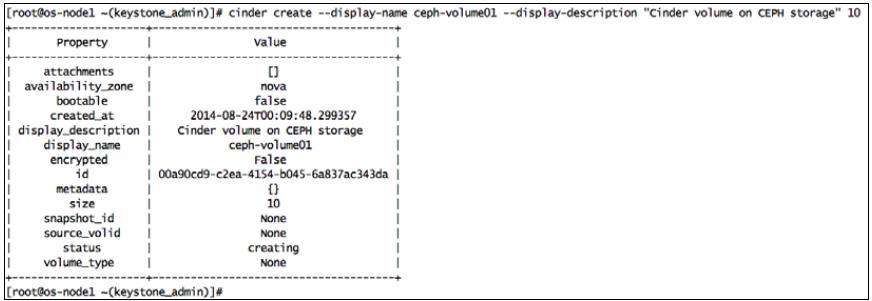 [root@os-node1 ~(keystone_admin)]# cinder create --display-name ceph-volume01 --display-description "Cinder volume on CEPH storage" 10
+---------------------+--------------------------------------+
| Property | Value |
+---------------------+--------------------------------------+
| attachments | [] |
| availability_zone | nova |
| bootable | false |
| created_at | 2014-08-24T00:09:48.299357 |
| display_description | Cinder volume on CEPH storage |
| display_name | ceph-volume01 |
| encrypted | False |
| id | 00a90cd9-c2ea-4154-b045-6a837ac343da |
| metadata | {} |
| size | 10 |
| snapshot_id | None |
| source_volid | None |
| status | creating |
| volume_type | None |
+---------------------+--------------------------------------+
[root@os-node1 ~(keystone_admin)]#